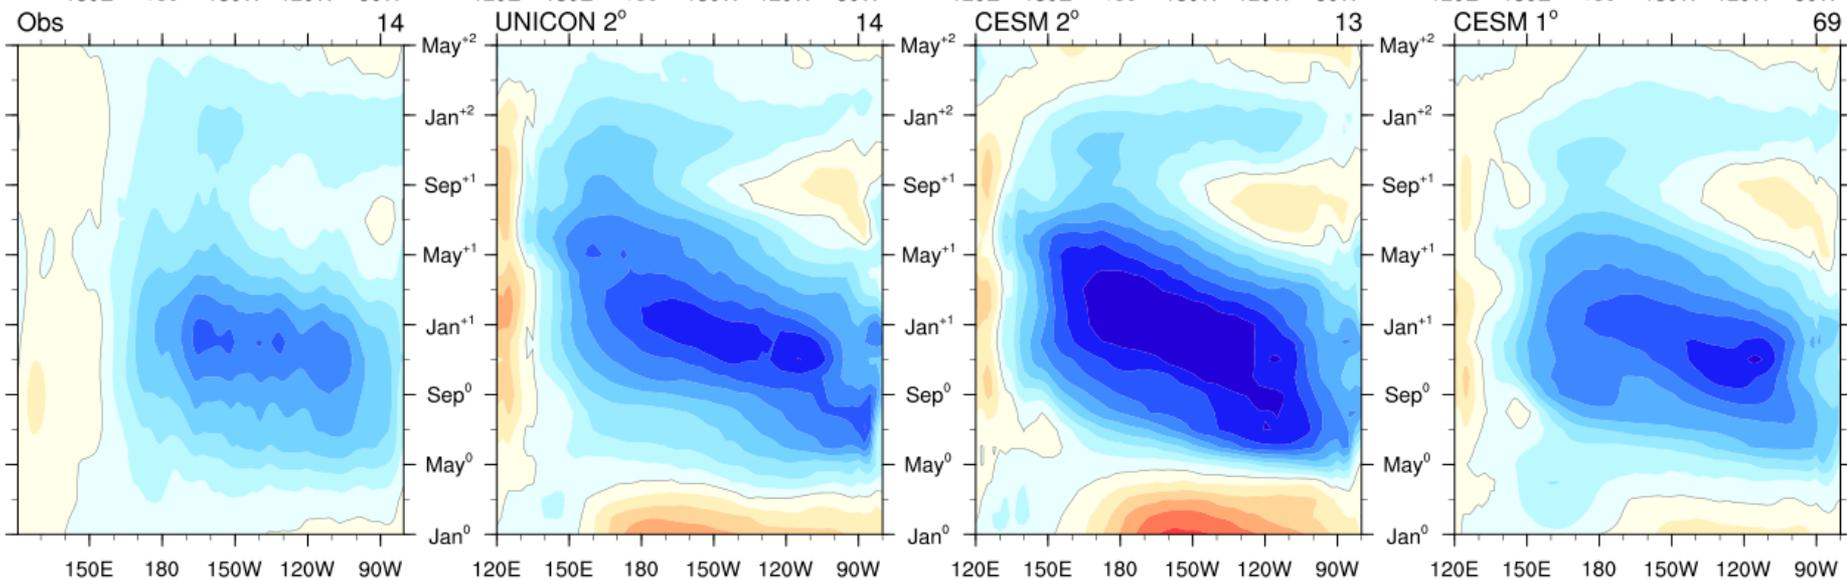 Obs 14
UNICON 2° 14
CESM 2° 13
CESM 1° 69
May+2 May+2 May+2
Jan+2 Jan+2 Jan+2
Sep+1 Sep+1 Sep+1
May+1 May+1 May+1
Jan+1 Jan+1 Jan+1
Sep0 Sep0 Sep0
May0 May0 May0
Jan0 Jan0 Jan0
150E 180 150W 120W 90W 120E 150E 180 150W 120W 90W 120E 150E 180 150W 120W 90W 120E 150E 180 150W 120W 90W